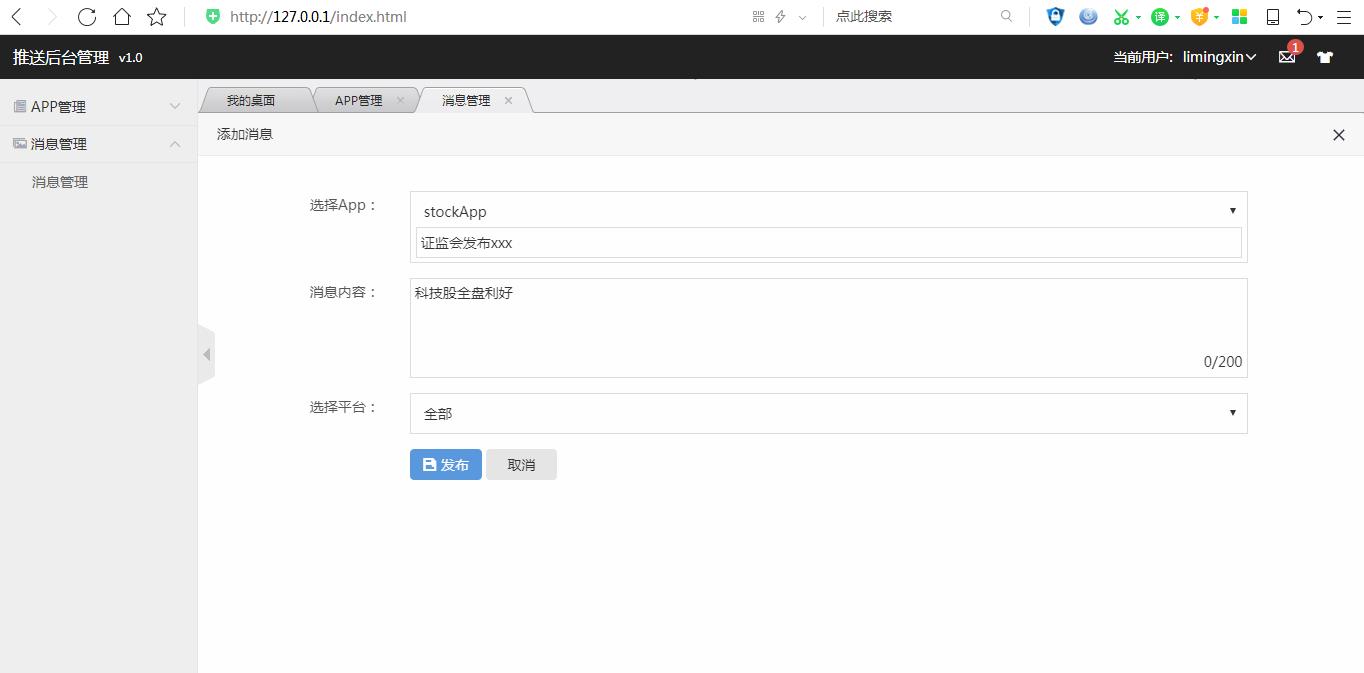 http://127.0.0.1/index.html
点此搜索
译
¥
推送后台管理 v1.0
当前用户: limingxin
1
APP管理
消息管理
消息管理
我的桌面
APP管理
消息管理
添加消息
选择App：
stockApp
证监会发布xxx
消息内容：
科技股全盘利好
0/200
选择平台：
全部
发布
取消